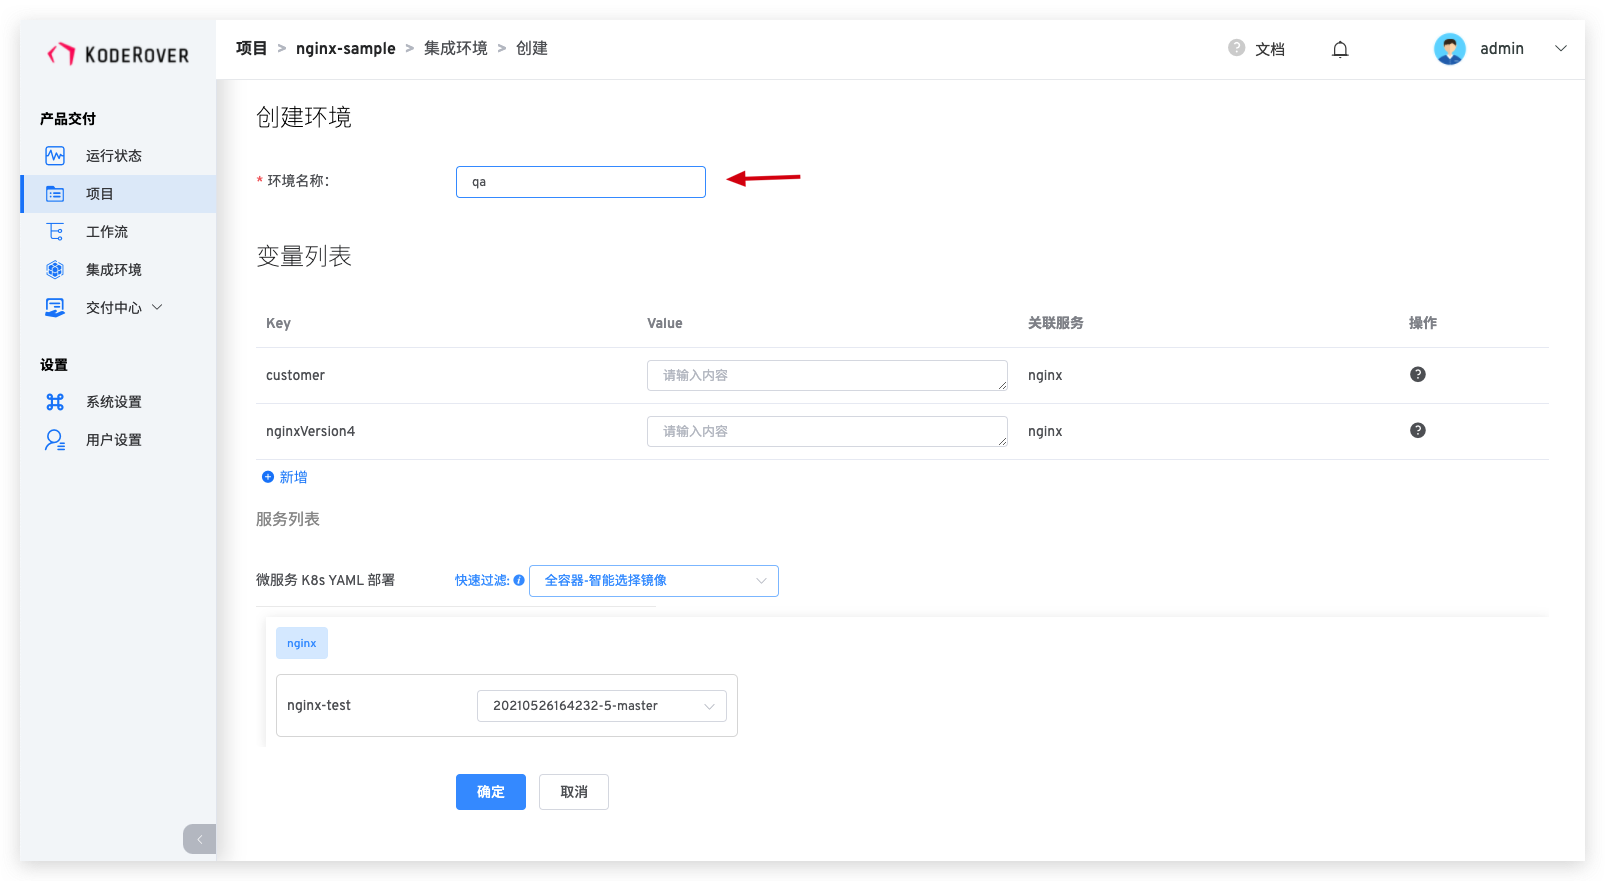 KODEROVER
项目 > nginx-sample > 集成环境 > 创建
? 文档
admin
产品交付
运行状态
项目
工作流
集成环境
交付中心
设置
系统设置
用户设置
创建环境
* 环境名称:
qa
变量列表
Key Value 关联服务 操作
customer 请输入内容 nginx ?
nginxVersion4 请输入内容 nginx ?
新增
服务列表
微服务 K8s YAML 部署 快速过滤: 全容器-智能选择镜像
nginx
nginx-test 20210526164232-5-master
确定 取消